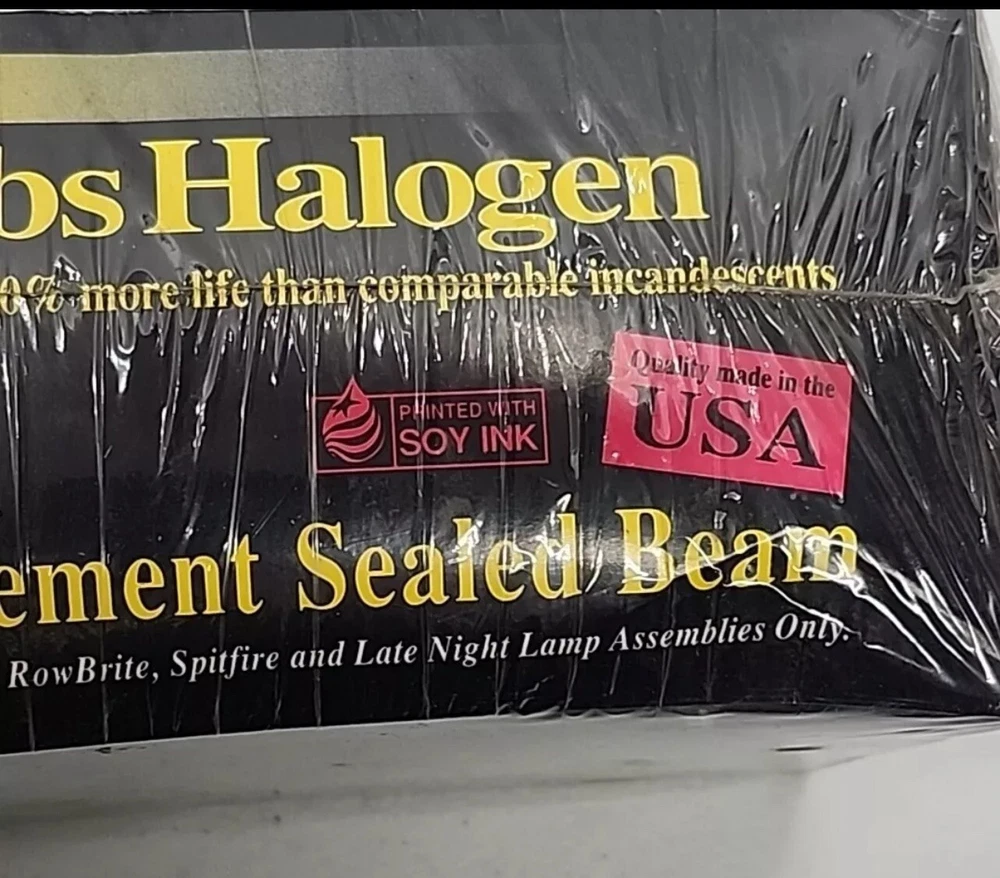 bs Halogen
0% more life than comparable incandescents
Quality made in the
USA
PRINTED WITH
SOY INK
ement Sealed Beam
RowBrite, Spitfire and Late Night Lamp Assemblies Only.